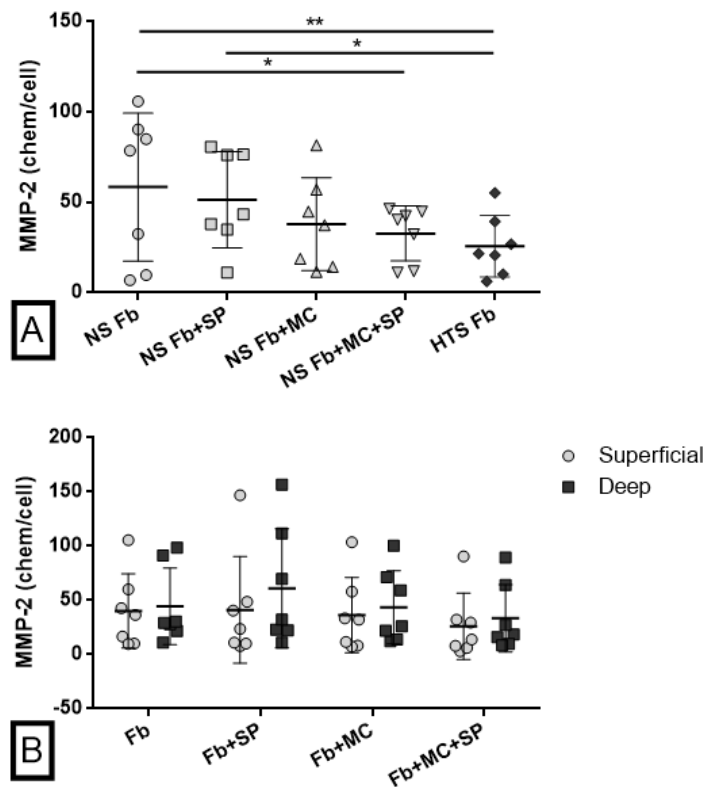 150
100
50
0
MMP-2 (chem/cell)
**
*
*
NS Fb
NS Fb+SP
NS Fb+MC
NS Fb+MC+SP
HTS Fb
A
200
150
100
50
0
-50
MMP-2 (chem/cell)
Superficial
Deep
Fb
Fb+SP
Fb+MC
Fb+MC+SP
B